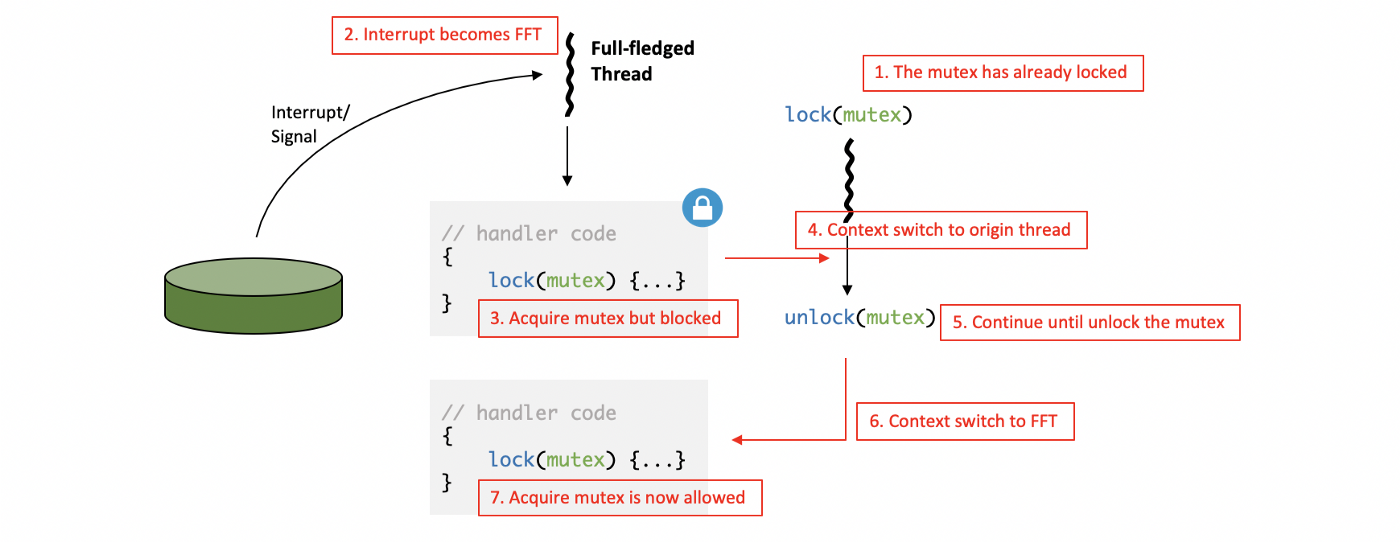 2. Interrupt becomes FFT
Full-fledged
Thread
1. The mutex has already locked
Interrupt/
Signal
lock(mutex)
// handler code
{
lock(mutex) {...}
}
3. Acquire mutex but blocked
4. Context switch to origin thread
unlock(mutex)
5. Continue until unlock the mutex
6. Context switch to FFT
// handler code
{
lock(mutex) {...}
}
7. Acquire mutex is now allowed